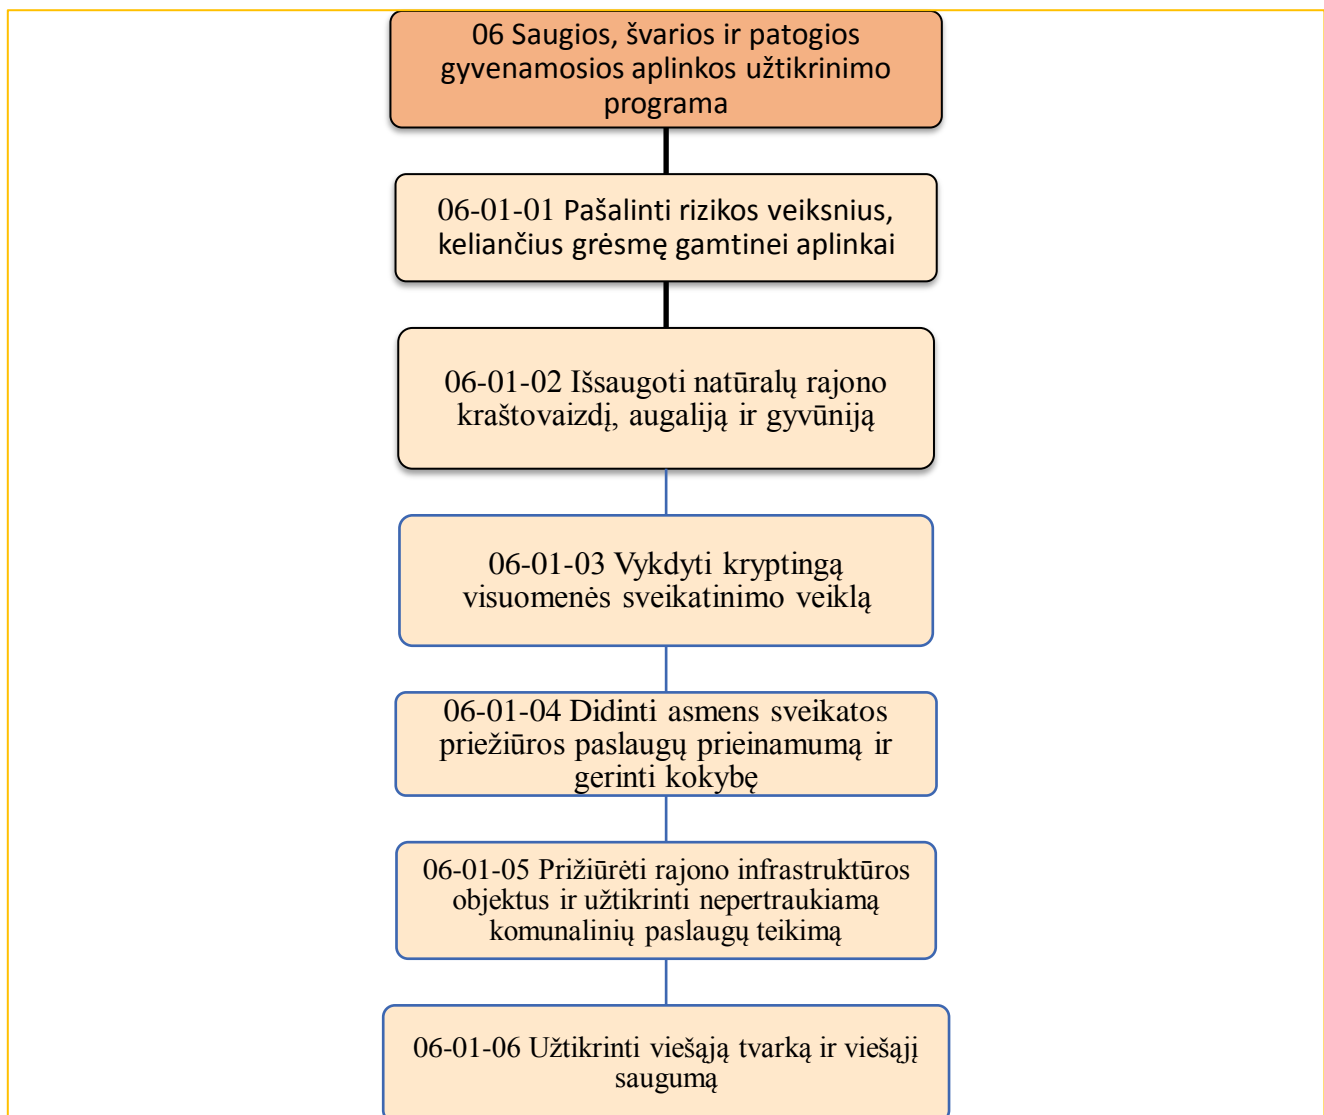 06 Saugios, švarios ir patogios
gyvenamosios aplinkos užtikrinimo
programa
06-01-01 Pašalinti rizikos veiksnius,
keliančius grėsmę gamtinei aplinkai
06-01-02 Išsaugoti natūralų rajono
kraštovaizdį, augaliją ir gyvūniją
06-01-03 Vykdyti kryptingą
visuomenės sveikatinimo veiklą
06-01-04 Didinti asmens sveikatos
priežiūros paslaugų prieinamumą ir
gerinti kokybę
06-01-05 Prižiūrėti rajono infrastruktūros
objektus ir užtikrinti nepertraukiamą
komunalinių paslaugų teikimą
06-01-06 Užtikrinti viešąją tvarką ir viešąjį
saugumą